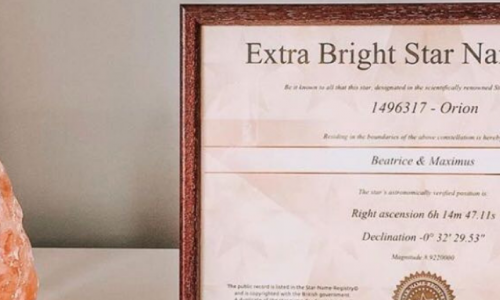 Extra Bright Star Na
Be it known to all that this star, designated in the scientifically renowned St
1496317 - Orion
Residing in the boundaries of the above constellation is here
Beatrice & Maximus
The star's astronomically verified position is
Right ascension 6h 14m 47.11s
Declination -0° 32' 29.53"
Magnitude 9.9220000
The public record is listed in the Star Name Registry©
and is copyrighted with the British government